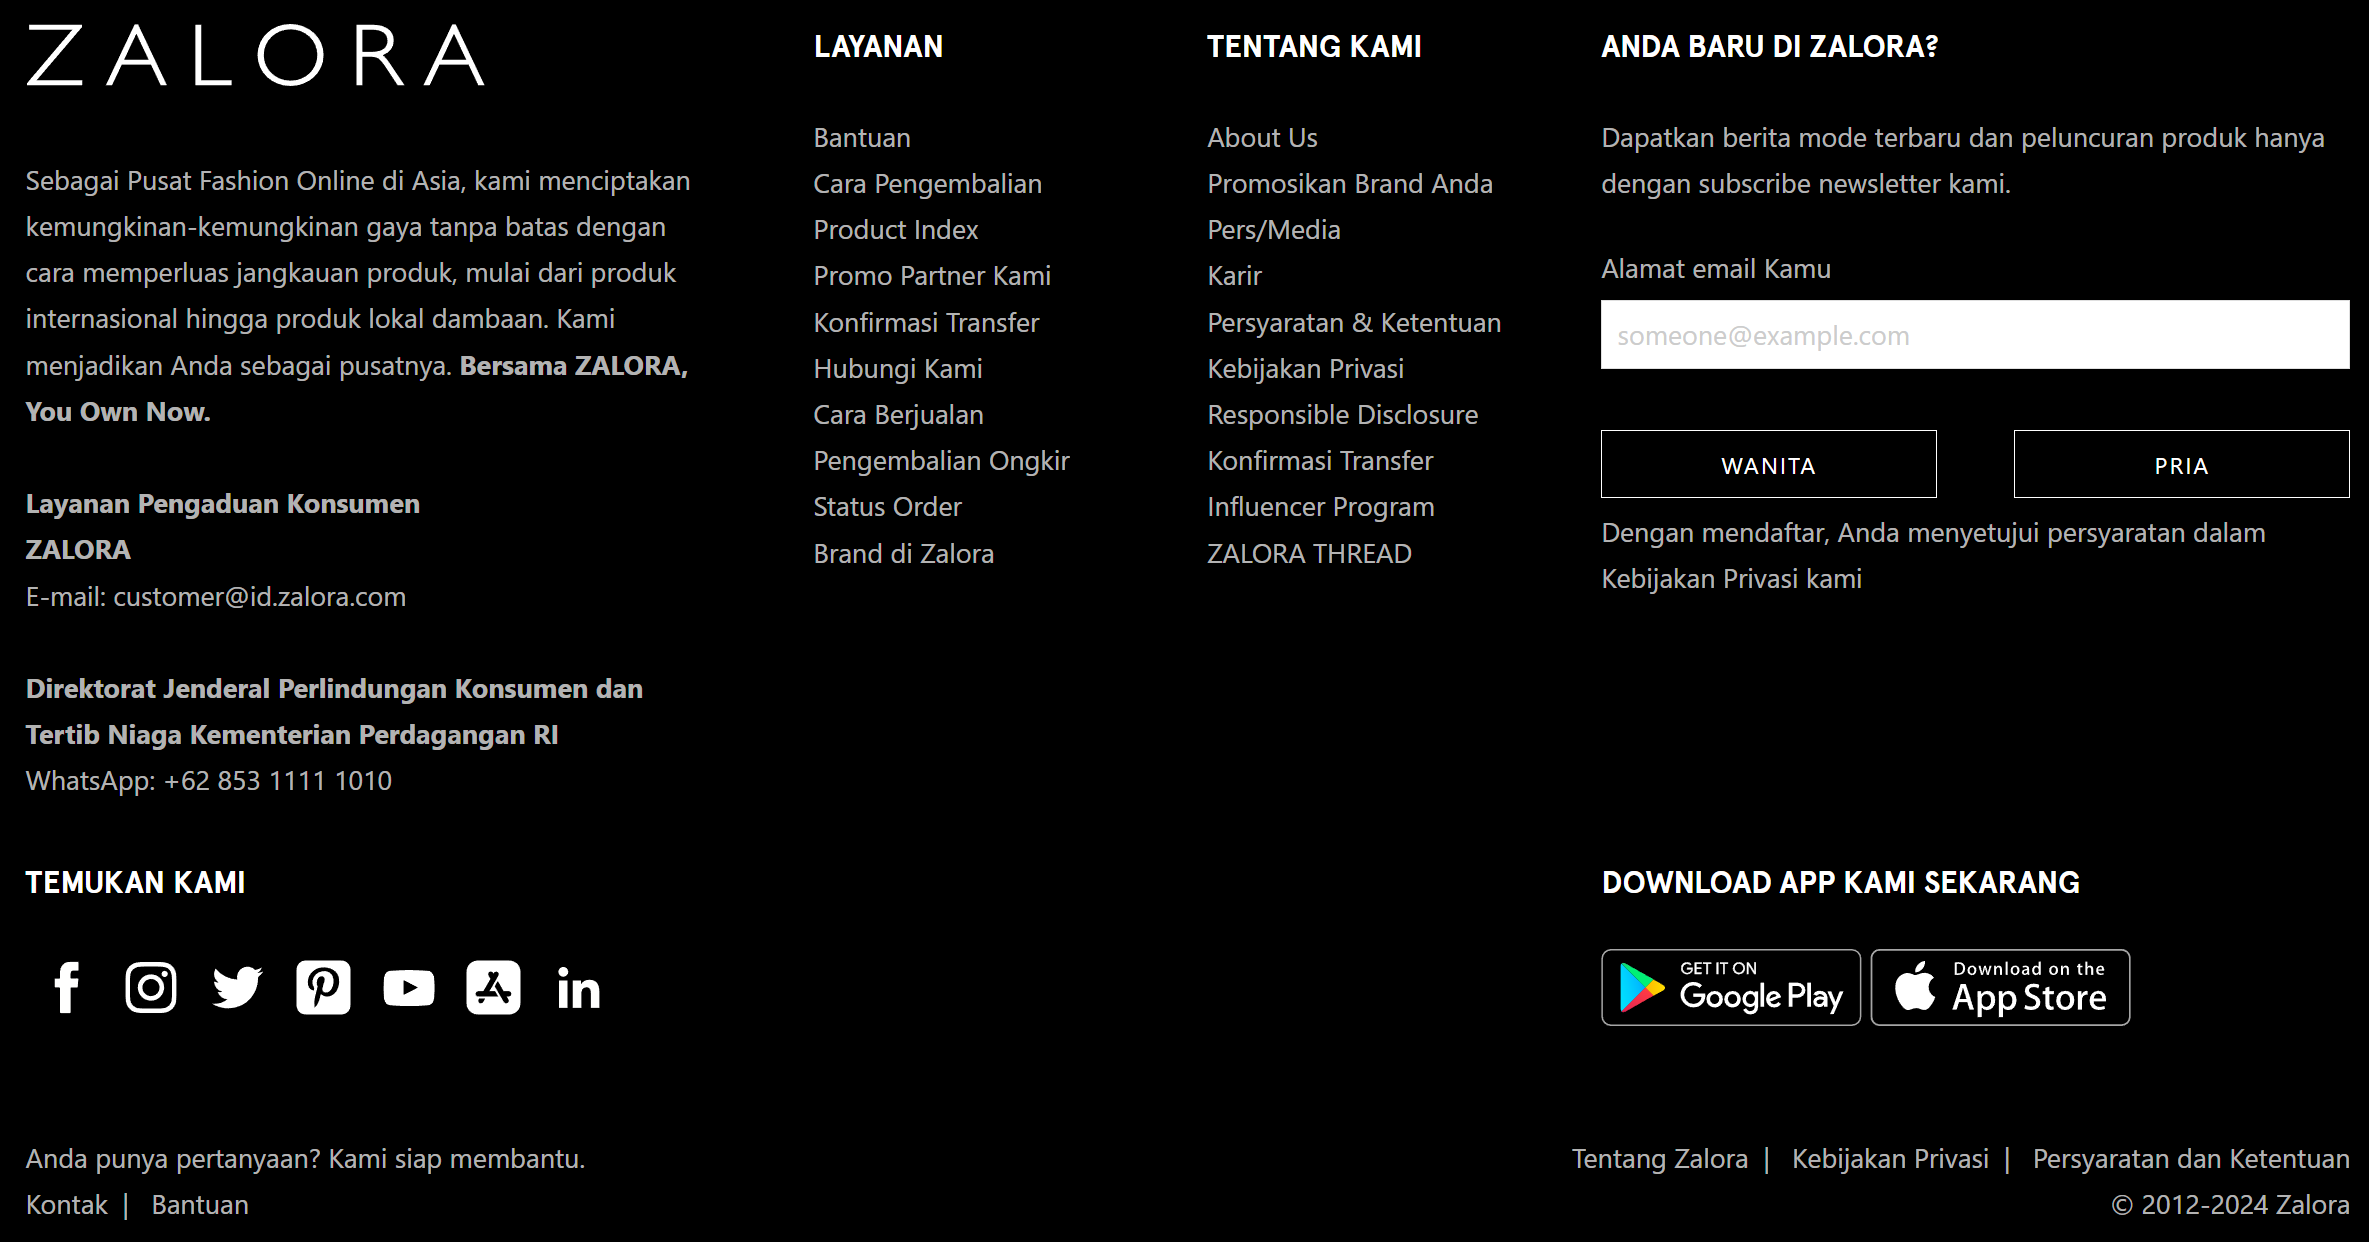 ZALORA
Sebagai Pusat Fashion Online di Asia, kami menciptakan
kemungkinan-kemungkinan gaya tanpa batas dengan
cara memperluas jangkauan produk, mulai dari produk
internasional hingga produk lokal dambaan. Kami
menjadikan Anda sebagai pusatnya. Bersama ZALORA,
You Own Now.
Layanan Pengaduan Konsumen
ZALORA
E-mail: customer@id.zalora.com
Direktorat Jenderal Perlindungan Konsumen dan
Tertib Niaga Kementerian Perdagangan RI
WhatsApp: +62 853 1111 1010
LAYANAN
Bantuan
Cara Pengembalian
Product Index
Promo Partner Kami
Konfirmasi Transfer
Hubungi Kami
Cara Berjualan
Pengembalian Ongkir
Status Order
Brand di Zalora
TENTANG KAMI
About Us
Promosikan Brand Anda
Pers/Media
Karir
Persyaratan & Ketentuan
Kebijakan Privasi
Responsible Disclosure
Konfirmasi Transfer
Influencer Program
ZALORA THREAD
ANDA BARU DI ZALORA?
Dapatkan berita mode terbaru dan peluncuran produk hanya
dengan subscribe newsletter kami.
Alamat email Kamu
someone@example.com
WANITA
PRIA
Dengan mendaftar, Anda menyetujui persyaratan dalam
Kebijakan Privasi kami
TEMUKAN KAMI
DOWNLOAD APP KAMI SEKARANG
GET IT ON
Google Play
Download on the
App Store
Anda punya pertanyaan? Kami siap membantu.
Kontak | Bantuan
Tentang Zalora | Kebijakan Privasi | Persyaratan dan Ketentuan
© 2012-2024 Zalora